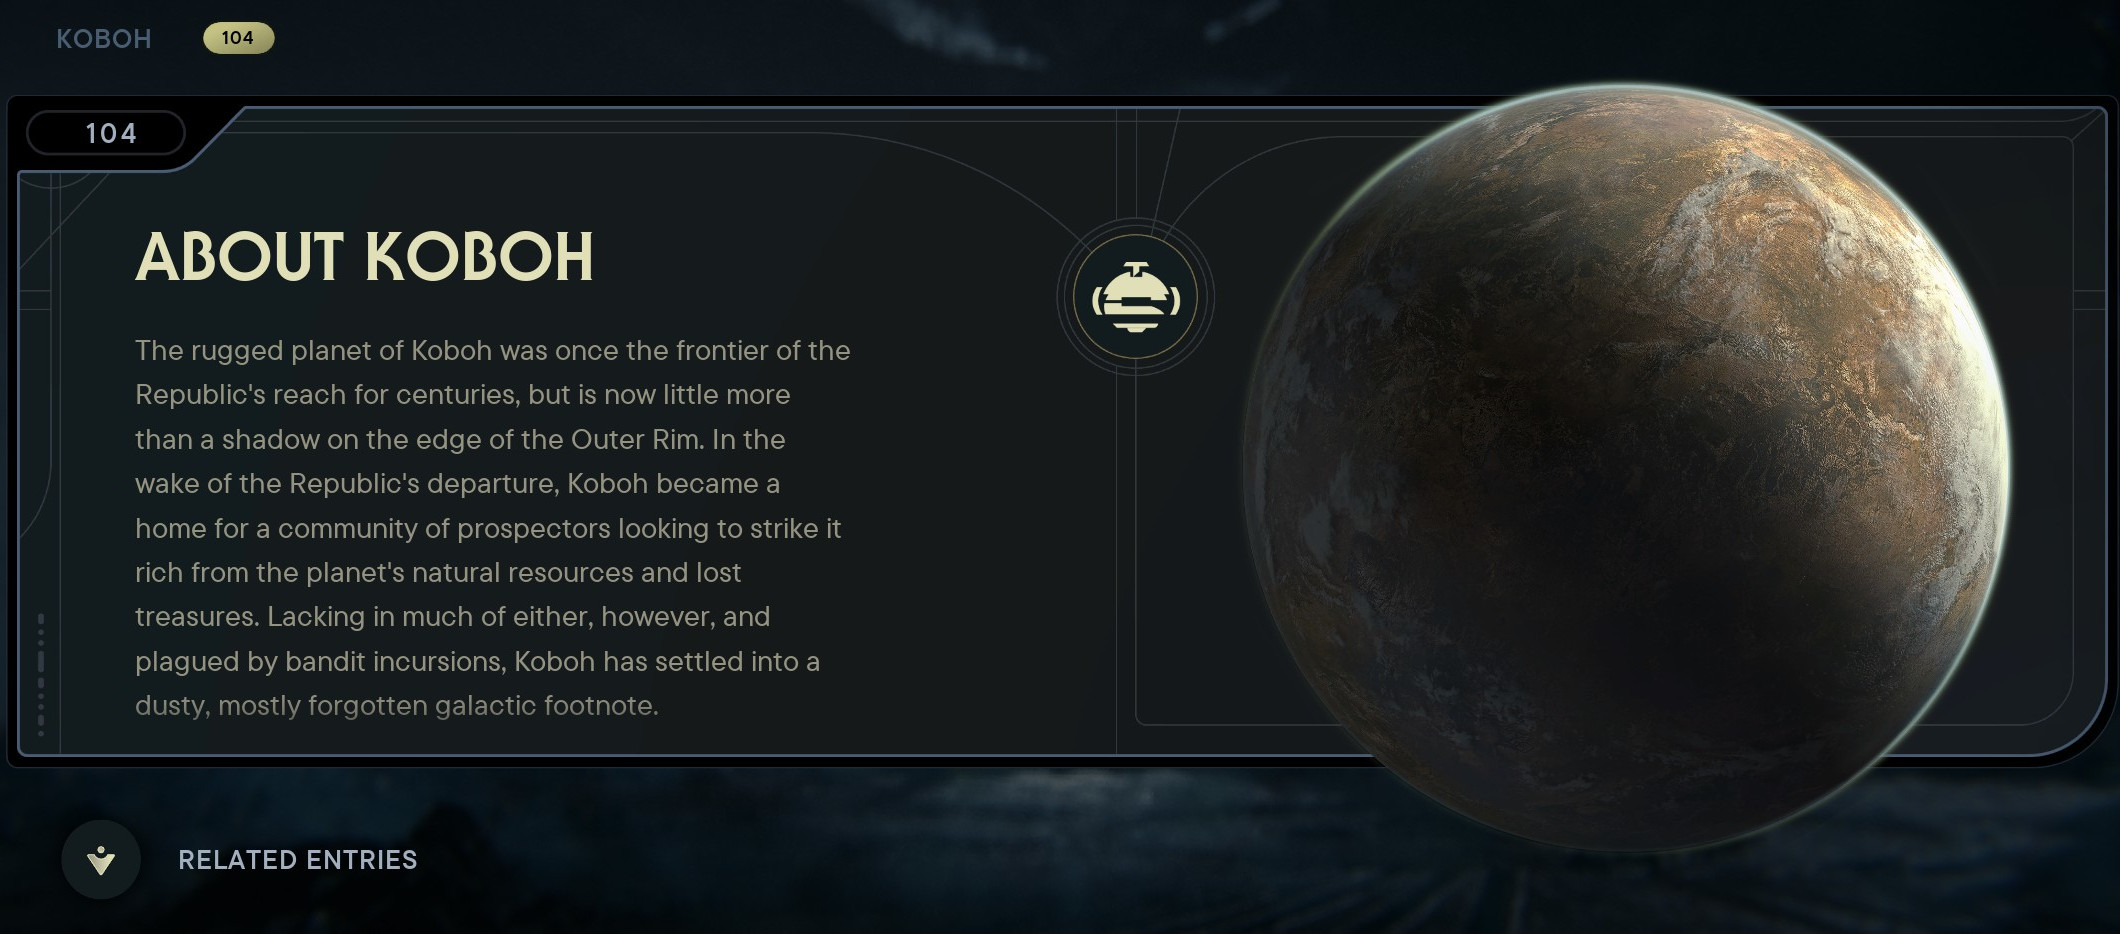 KOBOH 104
104
ABOUT KOBOH
The rugged planet of Koboh was once the frontier of the
Republic's reach for centuries, but is now little more
than a shadow on the edge of the Outer Rim. In the
wake of the Republic's departure, Koboh became a
home for a community of prospectors looking to strike it
rich from the planet's natural resources and lost
treasures. Lacking in much of either, however, and
plagued by bandit incursions, Koboh has settled into a
dusty, mostly forgotten galactic footnote.
RELATED ENTRIES